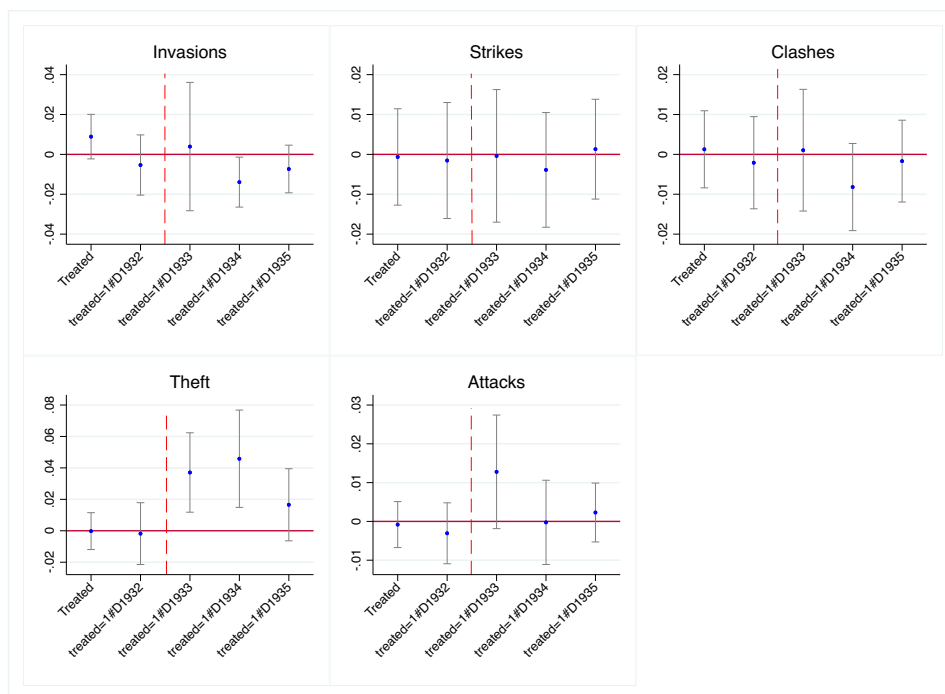 Invasions
.04
.02
0
-.02
-.04
Treated
treated=1#D1932
treated=1#D1933
treated=1#D1934
treated=1#D1935
Strikes
.02
.01
0
-.01
-.02
Treated
treated=1#D1932
treated=1#D1933
treated=1#D1934
treated=1#D1935
Clashes
.02
.01
0
-.01
-.02
Treated
treated=1#D1932
treated=1#D1933
treated=1#D1934
treated=1#D1935
Theft
.08
.06
.04
.02
0
-.02
Treated
treated=1#D1932
treated=1#D1933
treated=1#D1934
treated=1#D1935
Attacks
.03
.02
.01
0
-.01
Treated
treated=1#D1932
treated=1#D1933
treated=1#D1934
treated=1#D1935